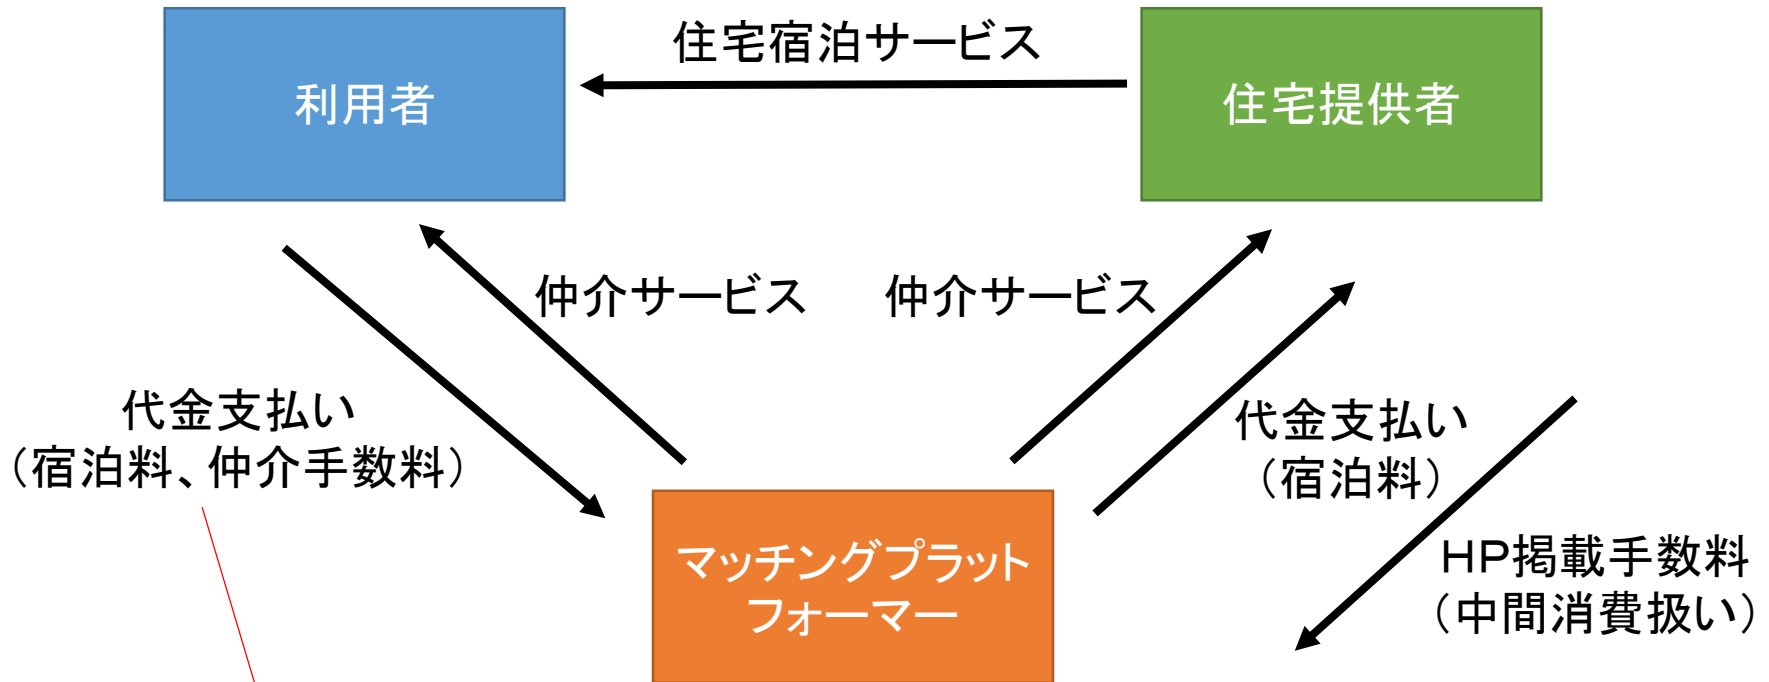 住宅宿泊サービス
利用者
住宅提供者
仲介サービス
仲介サービス
代金支払い
（宿泊料、仲介手数料）
代金支払い
（宿泊料）
マッチングプラット
フォーマー
HP掲載手数料
（中間消費扱い）